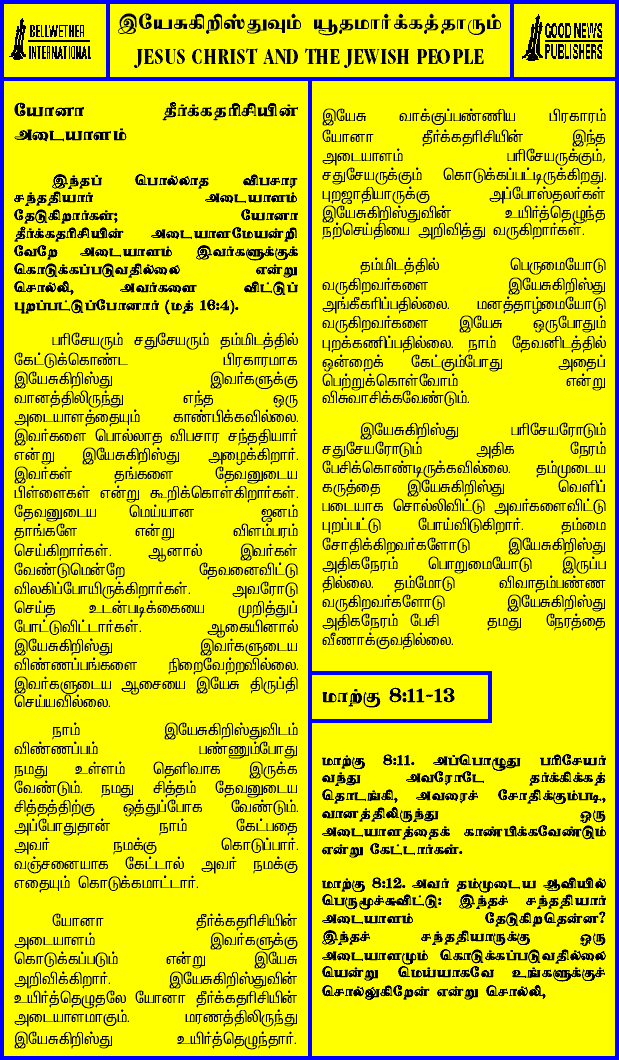 BELLWETHER
INTERNATIONAL
இயேசுகிறிஸ்துவும் யூதமார்க்கத்தாரும்
JESUS CHRIST AND THE JEWISH PEOPLE
GOOD NEWS
PUBLISHERS
யோனா தீர்க்கதரிசியின்
அடையாளம்
இந்தப் பொல்லாத விபசார
சந்ததியார் அடையாளம்
தேடுகிறார்கள்; யோனா
தீர்க்கதரிசியின் அடையாளமேயன்றி
வேறே அடையாளம் இவர்களுக்குக்
கொடுக்கப்படுவதில்லை என்று
சொல்லி, அவர்களை விட்டுப்
புறப்பட்டுப்போனார் (மத் 16:4).
பரிசேயரும் சதுசேயரும் தம்மிடத்தில்
கேட்டுக்கொண்ட பிரகாரமாக
இயேசுகிறிஸ்து இவர்களுக்கு
வானத்திலிருந்து எந்த ஒரு
அடையாளத்தையும் காண்பிக்கவில்லை.
இவர்களை பொல்லாத விபசார சந்ததியார்
என்று இயேசுகிறிஸ்து அழைக்கிறார்.
இவர்கள் தங்களை தேவனுடைய
பிள்ளைகள் என்று கூறிக்கொள்கிறார்கள்.
தேவனுடைய மெய்யான ஜனம்
தாங்களே என்று விளம்பரம்
செய்கிறார்கள். ஆனால் இவர்கள்
வேண்டுமென்றே தேவனைவிட்டு
விலகிப்போயிருக்கிறார்கள். அவரோடு
செய்த உடன்படிக்கையை முறித்துப்
போட்டுவிட்டார்கள். ஆகையினால்
இயேசுகிறிஸ்து இவர்களுடைய
விண்ணப்பங்களை நிறைவேற்றவில்லை.
இவர்களுடைய ஆசையை இயேசு திருப்தி
செய்யவில்லை.
நாம் இயேசுகிறிஸ்துவிடம்
விண்ணப்பம் பண்ணும்போது
நமது உள்ளம் தெளிவாக இருக்க
வேண்டும். நமது சித்தம் தேவனுடைய
சித்தத்திற்கு ஒத்துப்போக வேண்டும்.
அப்போதுதான் நாம் கேட்பதை
அவர் நமக்கு கொடுப்பார்.
வஞ்சனையாக கேட்டால் அவர் நமக்கு
எதையும் கொடுக்கமாட்டார்.
யோனா தீர்க்கதரிசியின்
அடையாளம் இவர்களுக்கு
கொடுக்கப்படும் என்று இயேசு
அறிவிக்கிறார். இயேசுகிறிஸ்துவின்
உயிர்த்தெழுதலே யோனா தீர்க்கதரிசியின்
அடையாளமாகும். மரணத்திலிருந்து
இயேசுகிறிஸ்து உயிர்த்தெழுந்தார்.
இயேசு வாக்குப்பண்ணிய பிரகாரம்
யோனா தீர்க்கதரிசியின் இந்த
அடையாளம் பரிசேயருக்கும்,
சதுசேயருக்கும் கொடுக்கப்பட்டிருக்கிறது.
புறஜாதியாருக்கு அப்போஸ்தலர்கள்
இயேசுகிறிஸ்துவின் உயிர்த்தெழுந்த
நற்செய்தியை அறிவித்து வருகிறார்கள்.
தம்மிடத்தில் பெருமையோடு
வருகிறவர்களை இயேசுகிறிஸ்து
அங்கீகரிப்பதில்லை. மனத்தாழ்மையோடு
வருகிறவர்களை இயேசு ஒருபோதும்
புறக்கணிப்பதில்லை. நாம் தேவனிடத்தில்
ஒன்றைக் கேட்கும்போது அதைப்
பெற்றுக்கொள்வோம் என்று
விசுவாசிக்கவேண்டும்.
இயேசுகிறிஸ்து பரிசேயரோடும்
சதுசேயரோடும் அதிக நேரம்
பேசிக்கொண்டிருக்கவில்லை. தம்முடைய
கருத்தை இயேசுகிறிஸ்து வெளிப்
படையாக சொல்லிவிட்டு அவர்களைவிட்டு
புறப்பட்டு போய்விடுகிறார். தம்மை
சோதிக்கிறவர்களோடு இயேசுகிறிஸ்து
அதிகநேரம் பொறுமையோடு இருப்ப
தில்லை. தம்மோடு விவாதம்பண்ண
வருகிறவர்களோடு இயேசுகிறிஸ்து
அதிகநேரம் பேசி தமது நேரத்தை
வீணாக்குவதில்லை.
மாற்கு 8:11-13
மாற்கு 8:11. அப்பொழுது பரிசேயர்
வந்து அவரோடே தர்க்கிக்கத்
தொடங்கி, அவரைச் சோதிக்கும்படி,
வானத்திலிருந்து ஒரு
அடையாளத்தைக் காண்பிக்கவேண்டும்
என்று கேட்டார்கள்.
மாற்கு 8:12. அவர் தம்முடைய ஆவியில்
பெருமூச்சுவிட்டு: இந்தச் சந்ததியார்
அடையாளம் தேடுகிறதென்ன?
இந்தச் சந்ததியாருக்கு ஒரு
அடையாளமும் கொடுக்கப்படுவதில்லை
யென்று மெய்யாகவே உங்களுக்குச்
சொல்லுகிறேன் என்று சொல்லி,